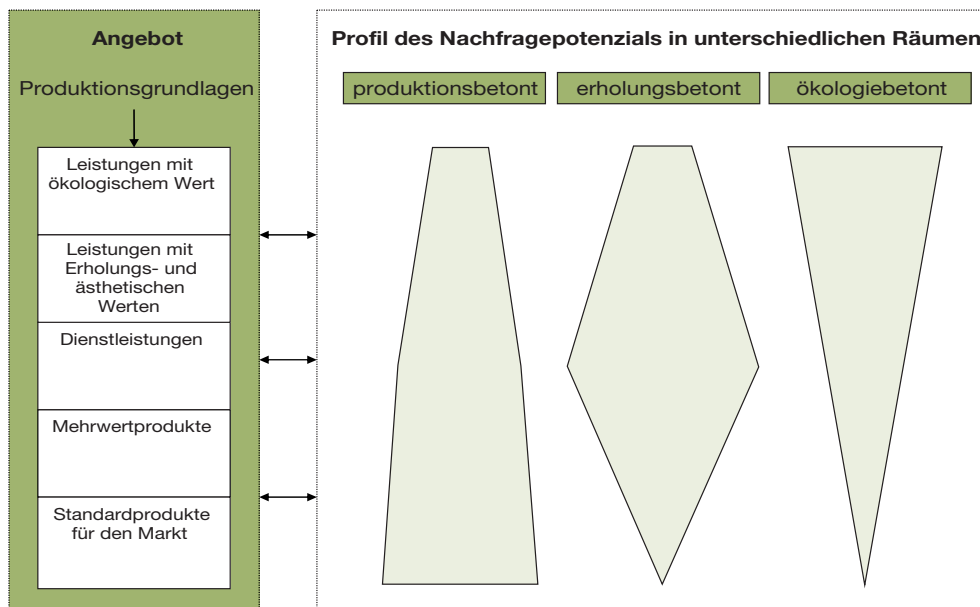 Angebot
Produktionsgrundlagen
Leistungen mit
ökologischem Wert
Leistungen mit
Erholungs- und
ästhetischen
Werten
Dienstleistungen
Mehrwertprodukte
Standardprodukte
für den Markt
Profil des Nachfragepotenzials in unterschiedlichen Räumen
produktionsbetont
erholungsbetont
ökologiebetont